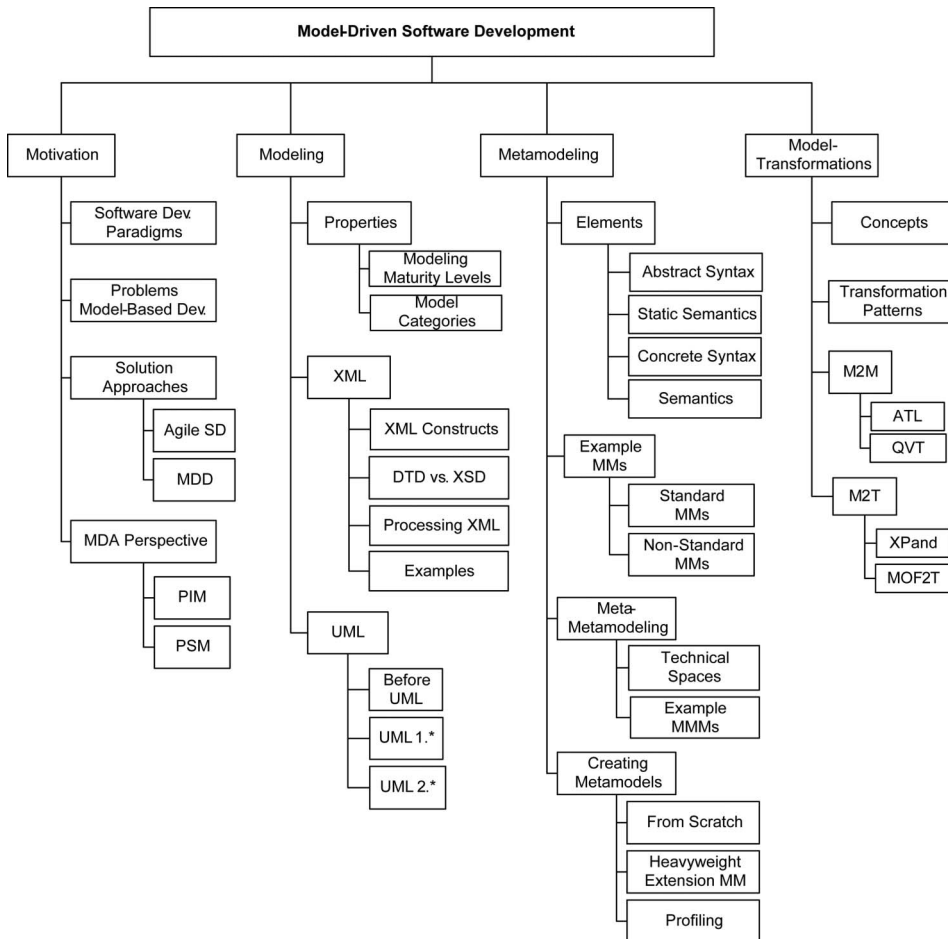 Model-Driven Software Development
Motivation
Software Dev.
Paradigms
Problems
Model-Based Dev.
Solution
Approaches
Agile SD
MDD
MDA Perspective
PIM
PSM
Modeling
Properties
Modeling
Maturity Levels
Model
Categories
XML
XML Constructs
DTD vs. XSD
Processing XML
Examples
UML
Before
UML
UML 1.*
UML 2.*
Metamodeling
Elements
Abstract Syntax
Static Semantics
Concrete Syntax
Semantics
Example
MMs
Standard
MMs
Non-Standard
MMs
Meta-
Metamodeling
Technical
Spaces
Example
MMMs
Creating
Metamodels
From Scratch
Heavyweight
Extension MM
Profiling
Model-
Transformations
Concepts
Transformation
Patterns
M2M
ATL
QVT
M2T
XPand
MOF2T